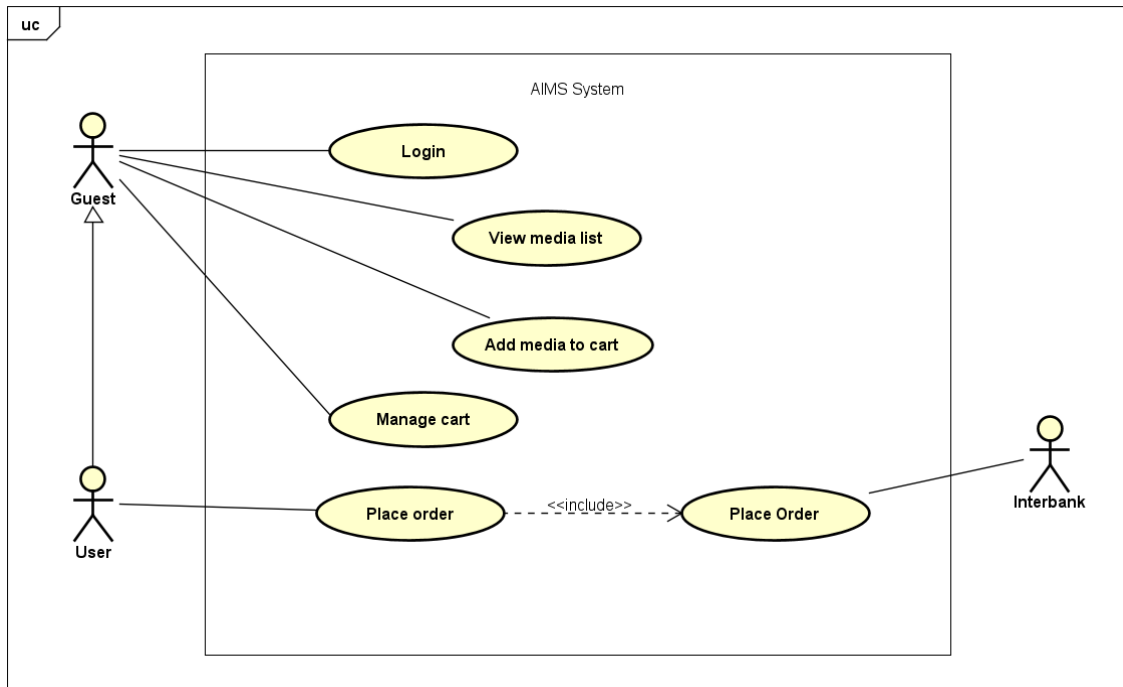 uc
AIMS System
Login
Guest
View media list
Add media to cart
Manage cart
Place order
<<include>>
Place Order
Interbank
User